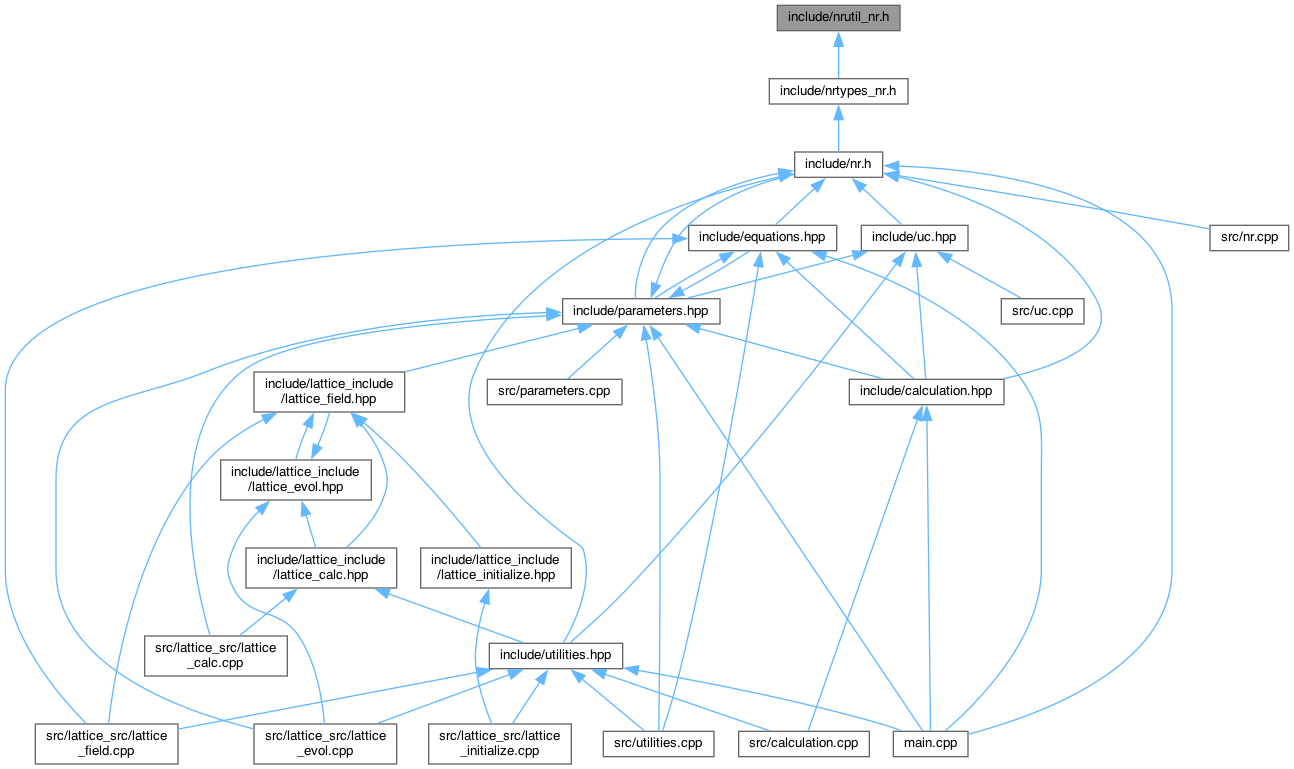 include/nrutil_nr.h
include/nrtypes_nr.h
include/nr.h
include/equations.hpp
include/uc.hpp
src/nr.cpp
include/parameters.hpp
src/uc.cpp
include/lattice_include
/lattice_field.hpp
src/parameters.cpp
include/calculation.hpp
include/lattice_include
/lattice_evol.hpp
include/lattice_include
/lattice_calc.hpp
include/lattice_include
/lattice_initialize.hpp
src/lattice_src/lattice
_calc.cpp
include/utilities.hpp
src/lattice_src/lattice
_field.cpp
src/lattice_src/lattice
_evol.cpp
src/lattice_src/lattice
_initialize.cpp
src/utilities.cpp
src/calculation.cpp
main.cpp